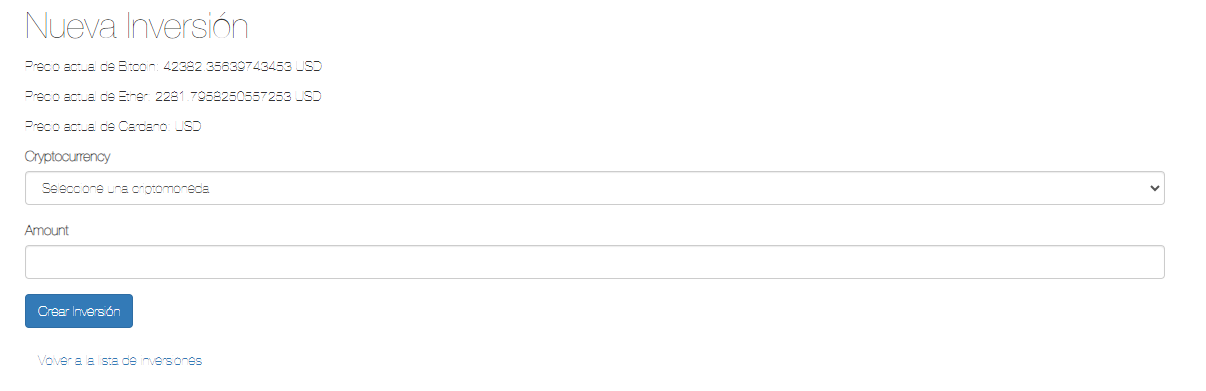 Nueva Inversión
Precio actual de Bitcoin: 42382.35639743453 USD
Precio actual de Ether: 2281.7958250557253 USD
Precio actual de Cardano: USD
Cryptocurrency
Seleccione una criptomoneda
Amount
Crear Inversión
Volver a la lista de inversiones